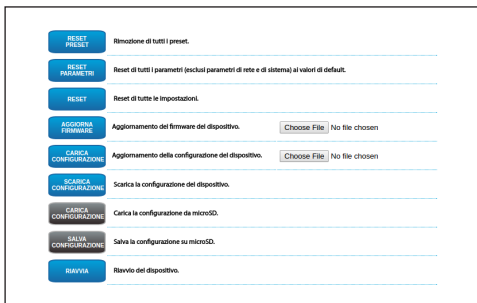 RESET
PRESET
Rimozione di tutti i preset.
RESET
PARAMETRI
Reset di tutti i parametri (esclusi parametri di rete e di sistema) ai valori di default.
RESET
Reset di tutte le impostazioni.
AGGIORNA
FIRMWARE
Aggiornamento del firmware del dispositivo.
Choose File No file chosen
CARICA
CONFIGURAZIONE
Aggiornamento della configurazione del dispositivo.
Choose File No file chosen
SCARICA
CONFIGURAZIONE
Scarica la configurazione del dispositivo.
CARICA
CONFIGURAZIONE
Carica la configurazione da microSD.
SALVA
CONFIGURAZIONE
Salva la configurazione su microSD.
RIAVVIA
Riavvio del dispositivo.